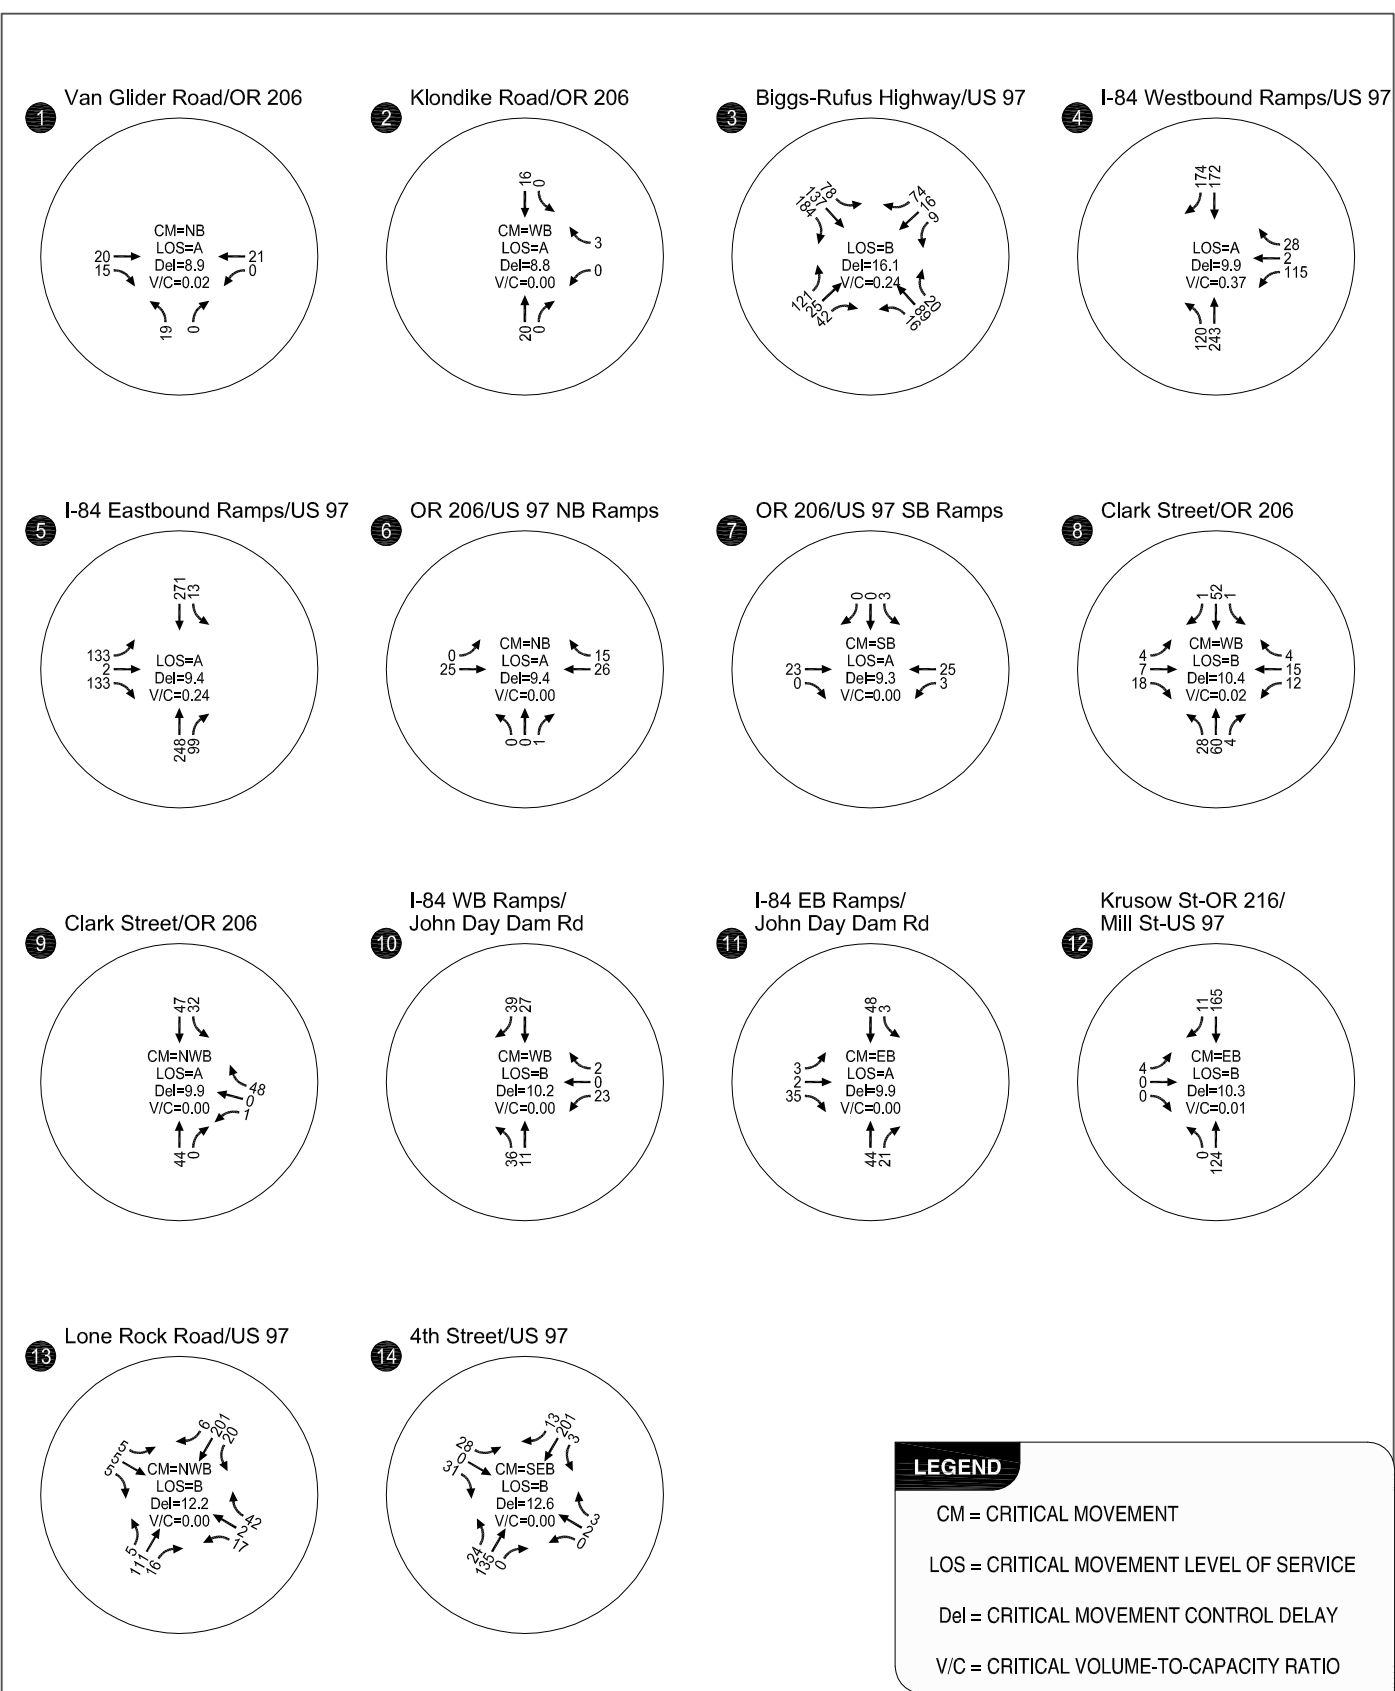 1
Van Glider Road/OR 206
CM=NB
LOS=A
Del=8.9
V/C=0.02
20
15
21
0
19
0
2
Klondike Road/OR 206
16
0
CM=WB
LOS=A
Del=8.8
V/C=0.00
3
0
20
0
3
Biggs-Rufus Highway/US 97
184
137
78
74
16
9
LOS=B
Del=16.1
V/C=0.24
121
25
42
20
4
I-84 Westbound Ramps/US 97
174
172
LOS=A
Del=9.9
V/C=0.37
28
2
115
120
243
5
I-84 Eastbound Ramps/US 97
271
13
133
2
133
LOS=A
Del=9.4
V/C=0.24
248
99
6
OR 206/US 97 NB Ramps
0
25
CM=NB
LOS=A
Del=9.4
V/C=0.00
15
26
0
0
1
7
OR 206/US 97 SB Ramps
0
0
3
CM=SB
LOS=A
Del=9.3
V/C=0.00
23
0
25
3
8
Clark Street/OR 206
1
52
1
4
7
18
CM=WB
LOS=B
Del=10.4
V/C=0.02
4
15
12
28
60
4
9
Clark Street/OR 206
47
32
CM=NWB
LOS=A
Del=9.9
V/C=0.00
48
0
1
44
0
10
I-84 WB Ramps/
John Day Dam Rd
39
27
CM=WB
LOS=B
Del=10.2
V/C=0.00
2
0
23
36
11
11
I-84 EB Ramps/
John Day Dam Rd
48
3
3
2
35
CM=EB
LOS=A
Del=9.9
V/C=0.00
44
21
12
Krusow St-OR 216/
Mill St-US 97
11
165
4
0
0
CM=EB
LOS=B
Del=10.3
V/C=0.01
0
124
13
Lone Rock Road/US 97
5
5
5
6
201
20
CM=NWB
LOS=B
Del=12.2
V/C=0.00
42
2
17
5
111
16
14
4th Street/US 97
28
0
31
13
201
3
CM=SEB
LOS=B
Del=12.6
V/C=0.00
3
2
0
24
135
0
LEGEND
CM = CRITICAL MOVEMENT
LOS = CRITICAL MOVEMENT LEVEL OF SERVICE
Del = CRITICAL MOVEMENT CONTROL DELAY
V/C = CRITICAL VOLUME-TO-CAPACITY RATIO